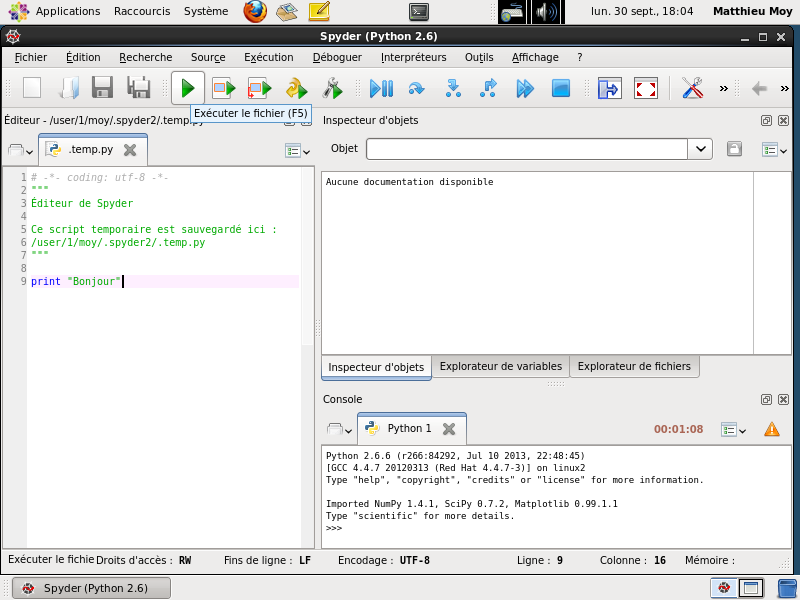 Applications Raccourcis Système lun. 30 sept., 18:04 Matthieu Moy
Spyder (Python 2.6)
Fichier Édition Recherche Source Exécution Déboguer Interpréteurs Outils Affichage ?
»
»
Exécuter le fichier (F5)
Éditeur - /user/1/moy/.spyder2/.temp.py
Inspecteur d'objets
.temp.py
Objet
1 # -*- coding: utf-8 -*-
2 """
3 Éditeur de Spyder
4
5 Ce script temporaire est sauvegardé ici :
6 /user/1/moy/.spyder2/.temp.py
7 """
8
9 print "Bonjour"
Aucune documentation disponible
Inspecteur d'objets Explorateur de variables Explorateur de fichiers
Console
Python 1
00:01:08
Python 2.6.6 (r266:84292, Jul 10 2013, 22:48:45)
[GCC 4.4.7 20120313 (Red Hat 4.4.7-3)] on linux2
Type "help", "copyright", "credits" or "license" for more information.
Imported NumPy 1.4.1, SciPy 0.7.2, Matplotlib 0.99.1.1
Type "scientific" for more details.
>>>
Exécuter le fichie Droits d'accès : RW Fins de ligne : LF Encodage : UTF-8 Ligne : 9 Colonne : 16 Mémoire :
Spyder (Python 2.6)